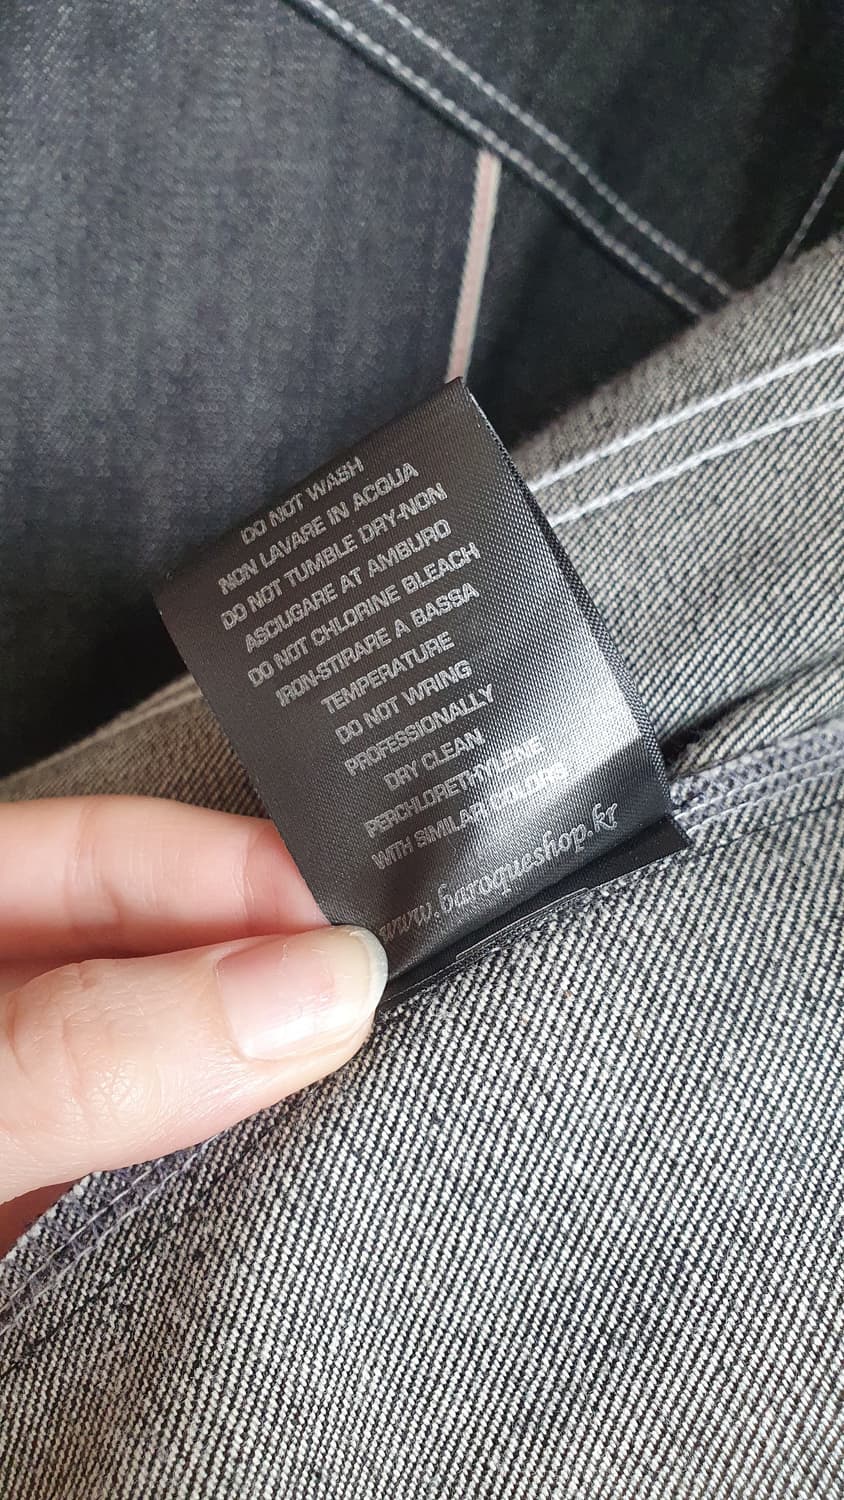 DO NOT WASH
NON LAVARE IN ACQUA
DO NOT TUMBLE DRY-NON
ASCIUGARE AT AMBURO
DO NOT CHLORINE BLEACH
IRON-STIRARE A BASSA
TEMPERATURE
DO NOT WRING
PROFESSIONALLY
DRY CLEAN
PERCHLORETHYLENE
WITH SIMILAR COLORS
www.baroqueshop.kr